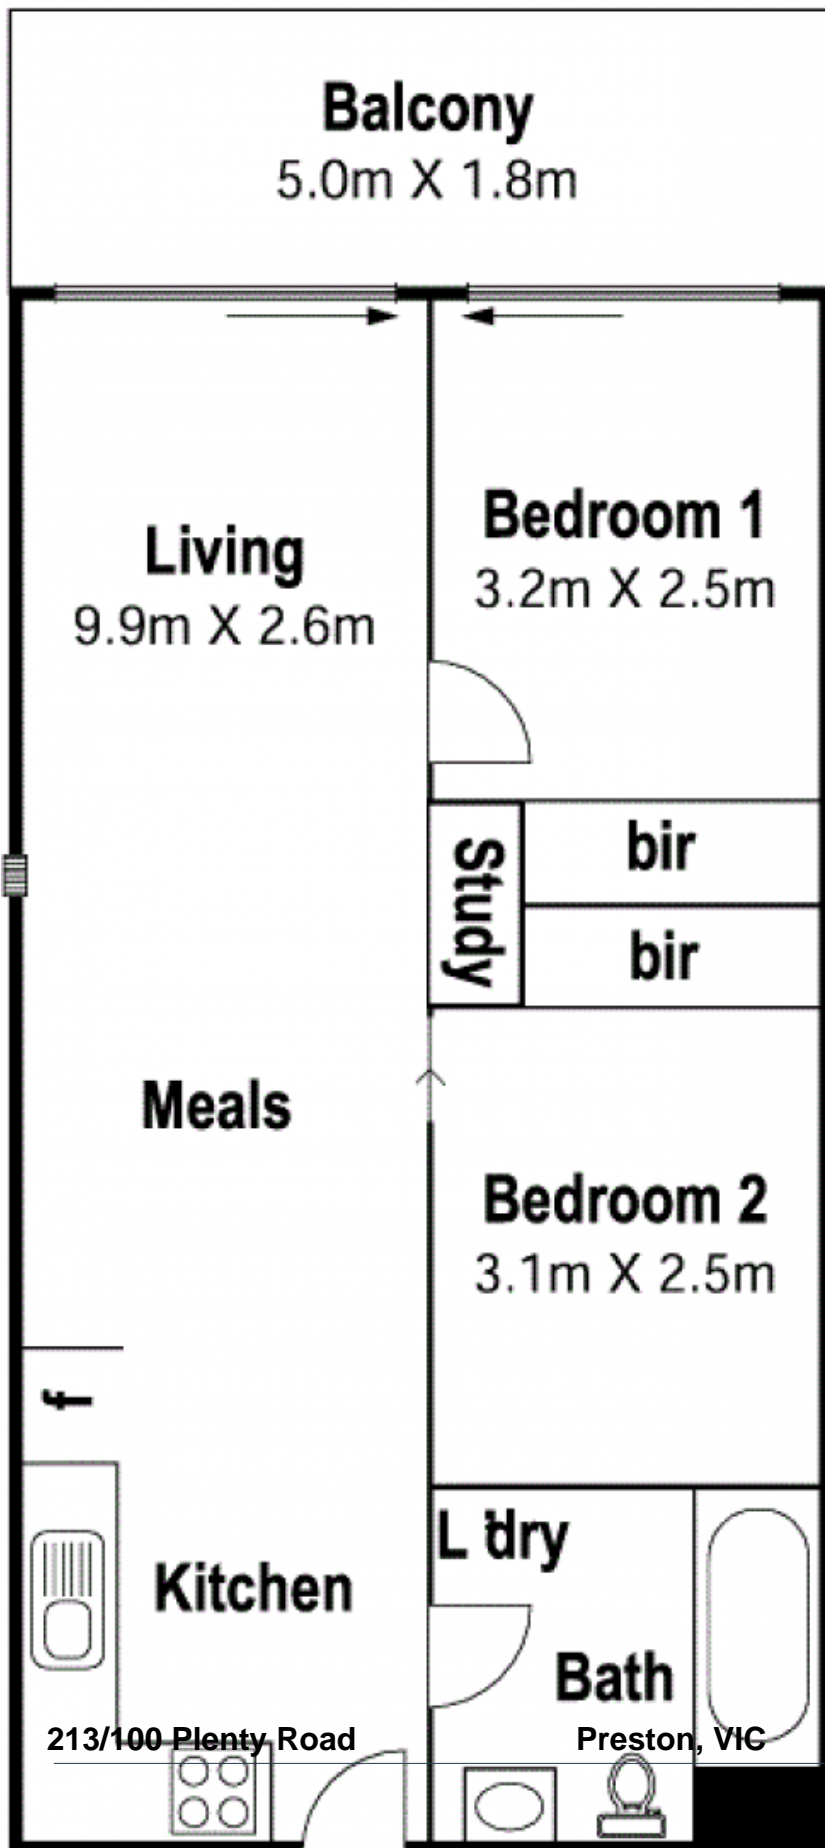 Balcony
5.0m X 1.8m
Living
9.9m X 2.6m
Bedroom 1
3.2m X 2.5m
Study
bir
bir
Meals
Bedroom 2
3.1m X 2.5m
f
L'dry
Kitchen
Bath
213/100 Plenty Road
Preston, VIC